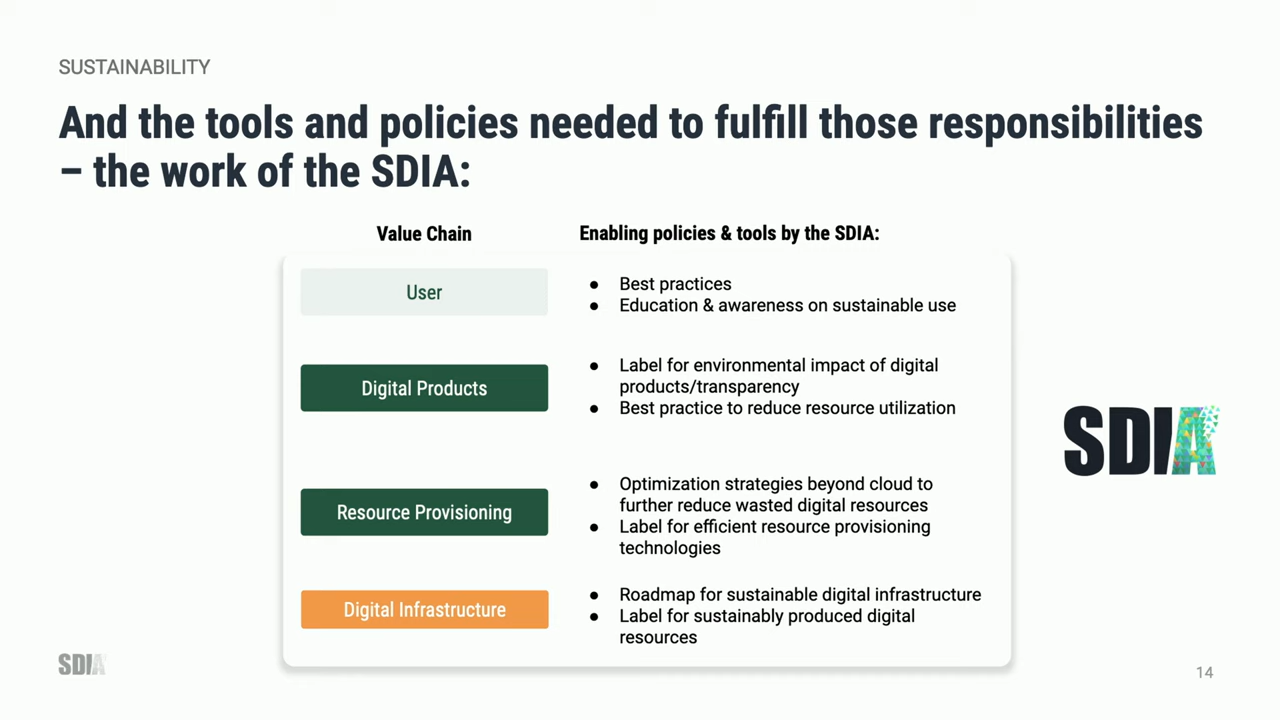 SUSTAINABILITY
And the tools and policies needed to fulfill those responsibilities
– the work of the SDIA:
Value Chain
Enabling policies & tools by the SDIA:
User
● Best practices
● Education & awareness on sustainable use
Digital Products
● Label for environmental impact of digital
products/transparency
● Best practice to reduce resource utilization
SDIA
Resource Provisioning
● Optimization strategies beyond cloud to
further reduce wasted digital resources
● Label for efficient resource provisioning
technologies
Digital Infrastructure
● Roadmap for sustainable digital infrastructure
● Label for sustainably produced digital
resources
SDIA
14